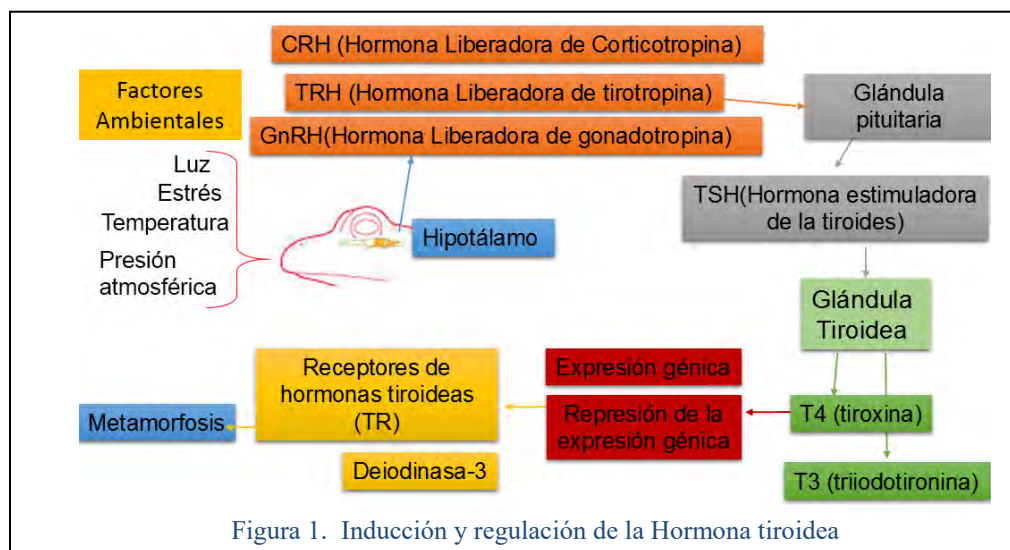 CRH (Hormona Liberadora de Corticotropina)
Factores
Ambientales
TRH (Hormona Liberadora de tirotropina)
Glándula
pituitaria
GnRH(Hormona Liberadora de gonadotropina)
Luz
Estrés
Temperatura
Presión
atmosférica
Hipotálamo
TSH(Hormona estimuladora
de la tiroides)
Glándula
Tiroidea
Receptores de
hormonas tiroideas
(TR)
Expresión génica
Represión de la
expresión génica
T4 (tiroxina)
Metamorfosis
Deiodinasa-3
T3 (triiodotironina)
Figura 1. Inducción y regulación de la Hormona tiroidea